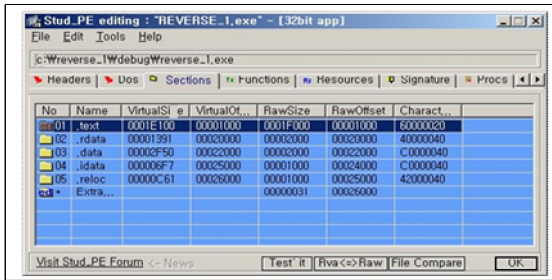 Stud_PE editing : "REVERSE_1.exe" - [32bit app]
File Edit Tools Help
c:₩reverse_1₩debug₩reverse_1.exe
Headers Dos Sections Functions Resources Signature Procs
No Name VirtualSi e VirtualOf... RawSize RawOffset Charact...
01 .text 0001E100 00001000 0001F000 00001000 60000020
02 .rdata 00001391 00020000 00002000 00020000 40000040
03 .data 00002F50 00022000 00002000 00022000 C0000040
04 .idata 000006F7 00025000 00001000 00024000 C0000040
05 .reloc 00000C61 00026000 00001000 00025000 42000040
Extra... 00000031 00026000
Visit Stud_PE Forum <- News Test`it Rva<=>Raw File Compare OK